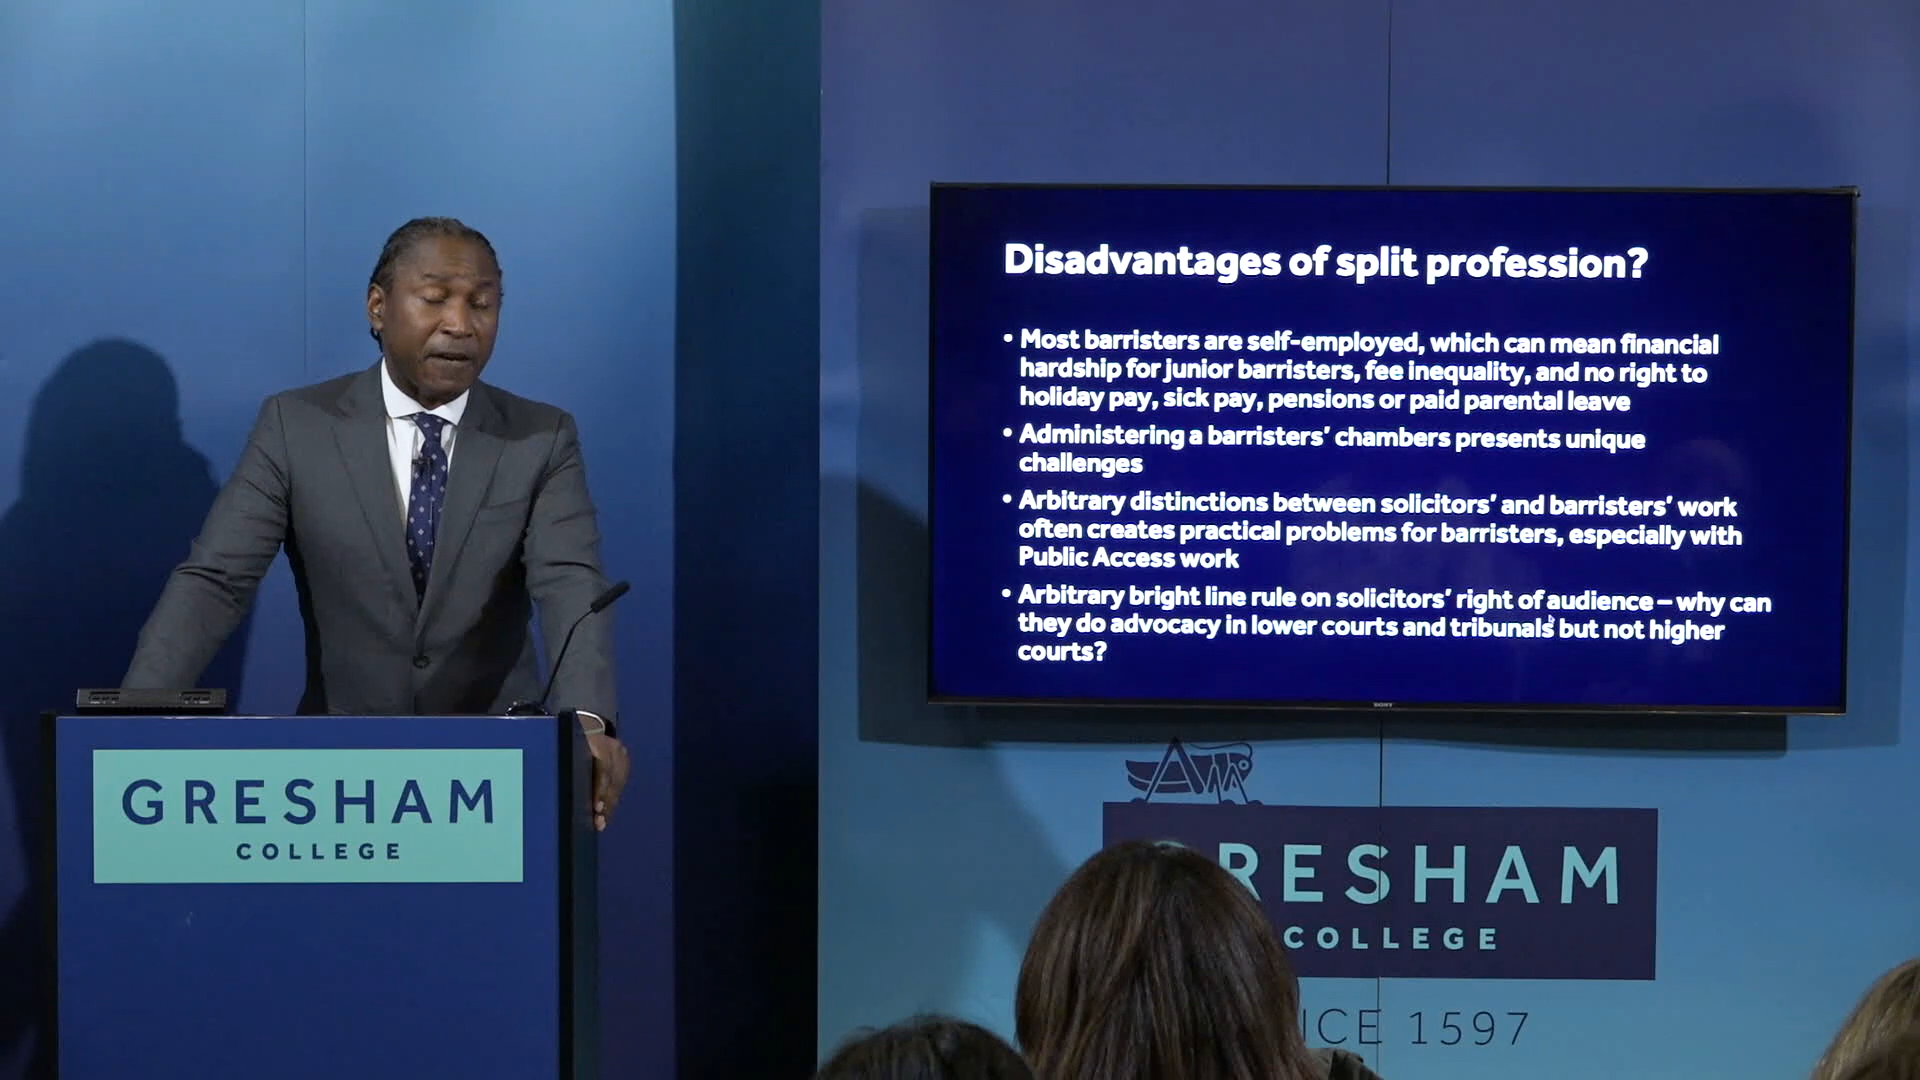 Disadvantages of split profession?
• Most barristers are self-employed, which can mean financial
hardship for junior barristers, fee inequality, and no right to
holiday pay, sick pay, pensions or paid parental leave
• Administering a barristers’ chambers presents unique
challenges
• Arbitrary distinctions between solicitors’ and barristers’ work
often creates practical problems for barristers, especially with
Public Access work
• Arbitrary bright line rule on solicitors’ right of audience – why can
they do advocacy in lower courts and tribunals but not higher
courts?
SONY
GRESHAM
COLLEGE
RESHAM
COLLEGE
ICE 1597